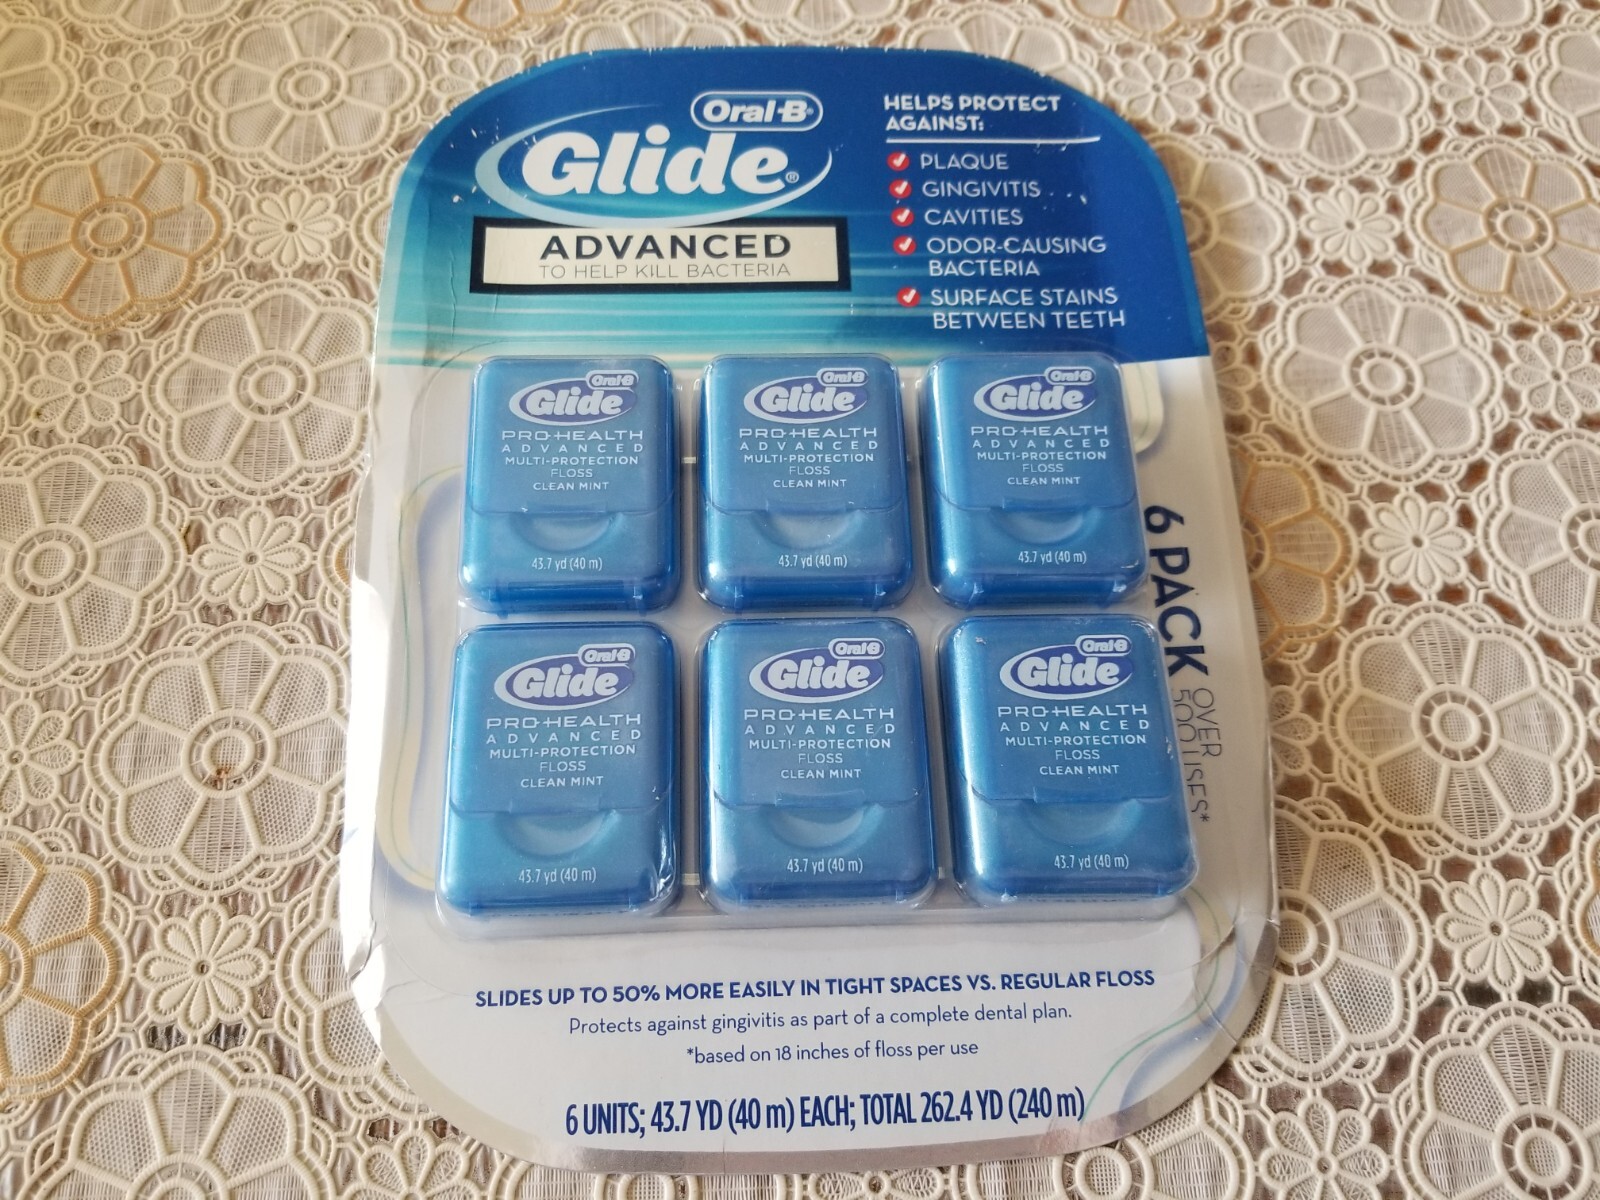 Oral-B®
Glide®
ADVANCED
TO HELP KILL BACTERIA
HELPS PROTECT
AGAINST:
PLAQUE
GINGIVITIS
CAVITIES
ODOR-CAUSING
BACTERIA
SURFACE STAINS
BETWEEN TEETH
Oral-B
Glide
PRO-HEALTH
ADVANCED
MULTI-PROTECTION
FLOSS
CLEAN MINT
43.7 yd (40 m)
Oral-B
Glide
PRO-HEALTH
ADVANCED
MULTI-PROTECTION
FLOSS
CLEAN MINT
43.7 yd (40 m)
Oral-B
Glide
PRO-HEALTH
ADVANCED
MULTI-PROTECTION
FLOSS
CLEAN MINT
43.7 yd (40 m)
Oral-B
Glide
PRO-HEALTH
ADVANCED
MULTI-PROTECTION
FLOSS
CLEAN MINT
43.7 yd (40 m)
Oral-B
Glide
PRO-HEALTH
ADVANCED
MULTI-PROTECTION
FLOSS
CLEAN MINT
43.7 yd (40 m)
Oral-B
Glide
PRO-HEALTH
ADVANCED
MULTI-PROTECTION
FLOSS
CLEAN MINT
43.7 yd (40 m)
6 PACK
OVER
500 USES*
SLIDES UP TO 50% MORE EASILY IN TIGHT SPACES VS. REGULAR FLOSS
Protects against gingivitis as part of a complete dental plan.
*based on 18 inches of floss per use
6 UNITS; 43.7 YD (40 m) EACH; TOTAL 262.4 YD (240 m)